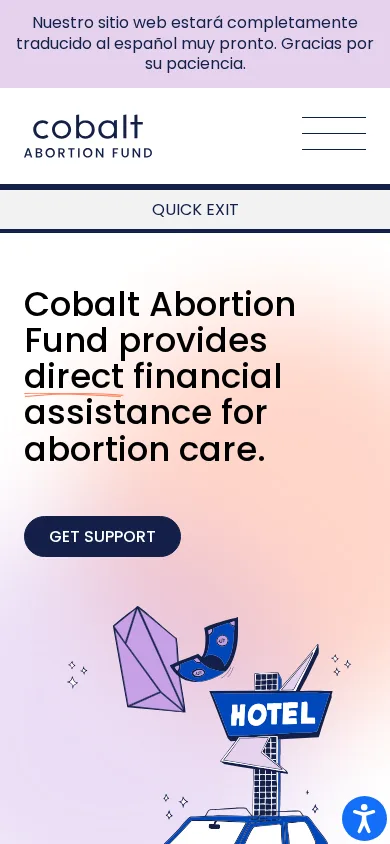 Nuestro sitio web estará completamente
traducido al español muy pronto. Gracias por
su paciencia.
cobalt
ABORTION FUND
QUICK EXIT
Cobalt Abortion
Fund provides
direct financial
assistance for
abortion care.
GET SUPPORT
HOTEL